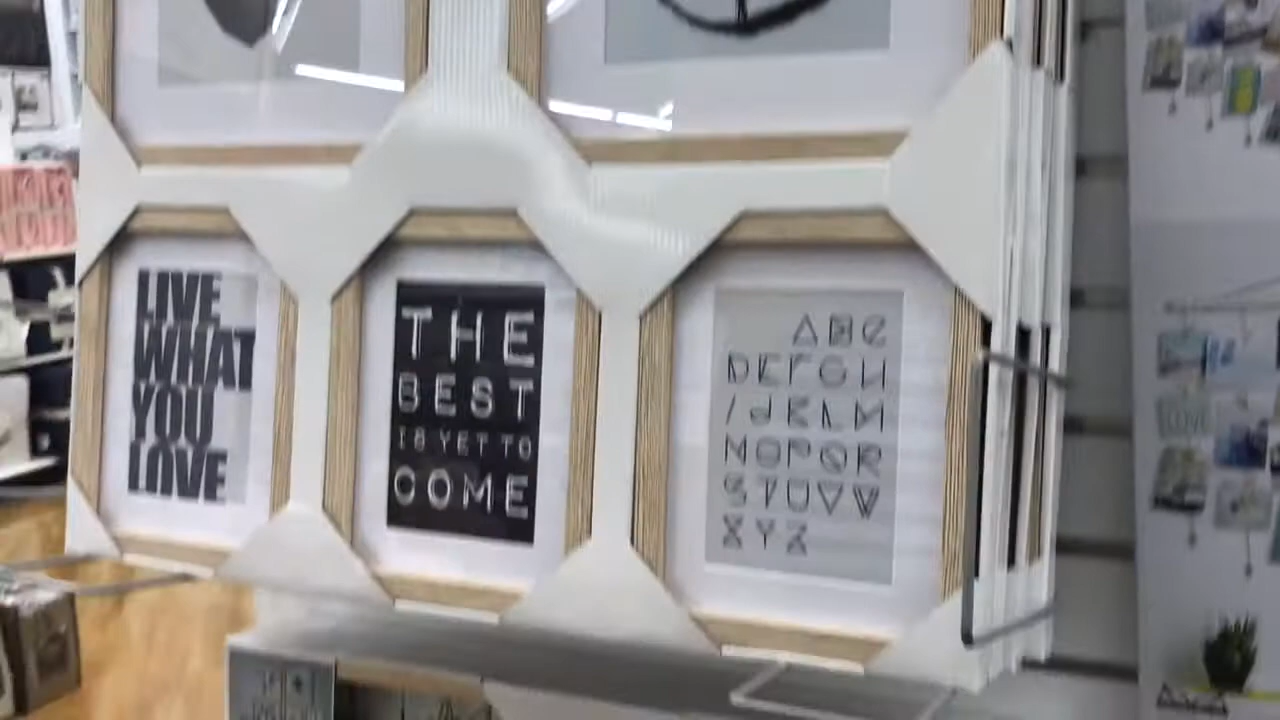 LIVE
WHAT
YOU
LOVE
THE
BEST
IS YET TO
COME
ABC
DEFGH
IJKLM
NOPQR
STUVW
XYZ